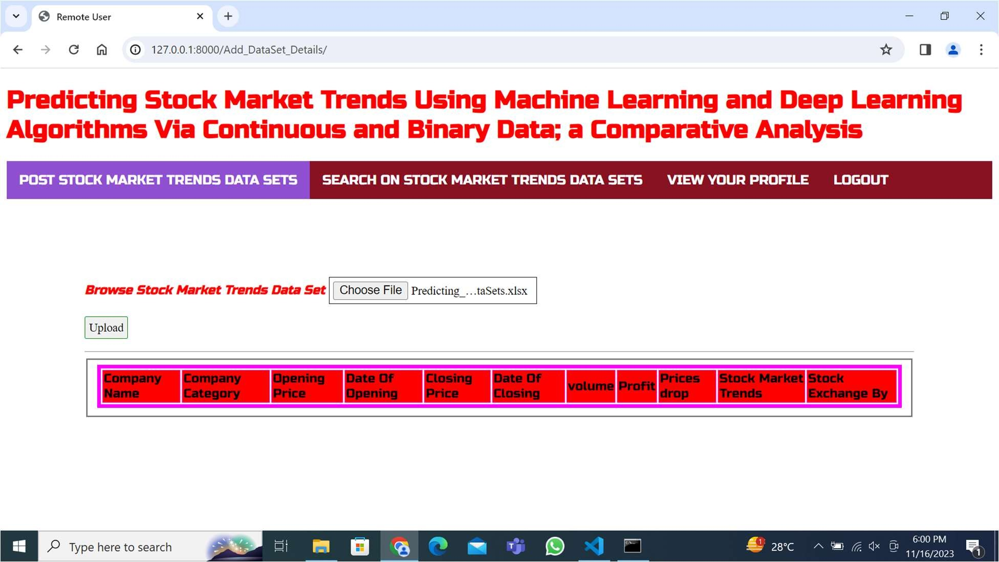 Remote User
127.0.0.1:8000/Add_DataSet_Details/
Predicting Stock Market Trends Using Machine Learning and Deep Learning
Algorithms Via Continuous and Binary Data; a Comparative Analysis
POST STOCK MARKET TRENDS DATA SETS SEARCH ON STOCK MARKET TRENDS DATA SETS VIEW YOUR PROFILE LOGOUT
Browse Stock Market Trends Data Set Choose File Predicting_...taSets.xlsx
Upload
Company Name
Company Category
Opening Price
Date Of Opening
Closing Price
Date Of Closing
volume
Profit
Prices drop
Stock Market Trends
Stock Exchange By
Type here to search
1
28°C
6:00 PM
11/16/2023
1